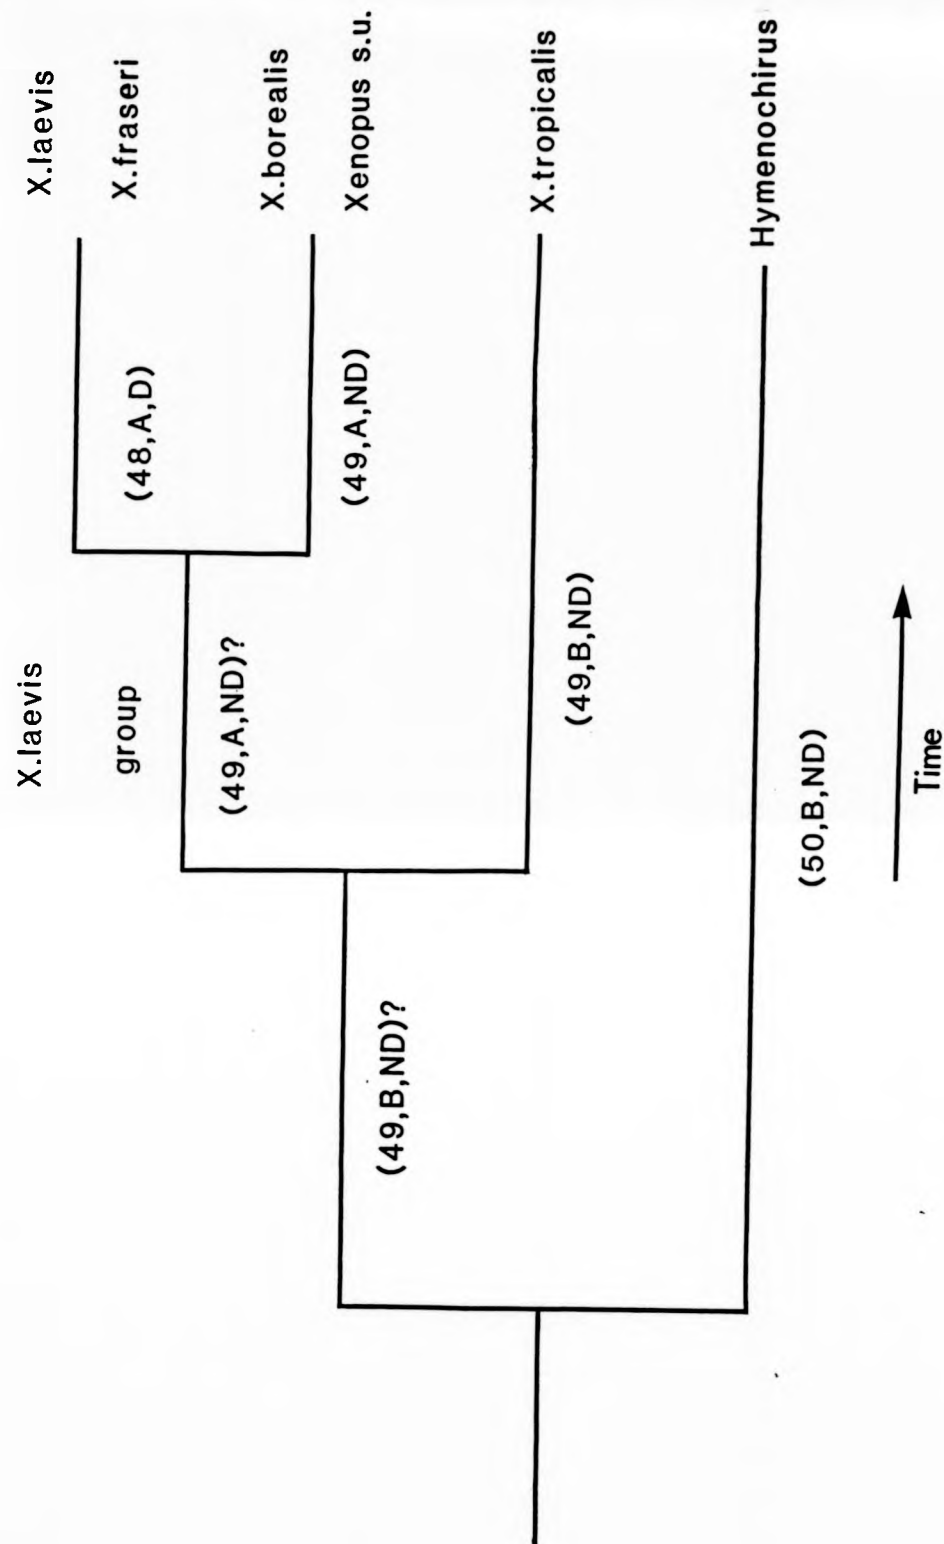 X.laevis
X.fraseri
X.borealis
Xenopus s.u.
X.tropicalis
Hymenochirus
(48,A,D)
(49,A,ND)
X.laevis
group
(49,A,ND)?
(49,B,ND)
(49,B,ND)?
(50,B,ND)
Time